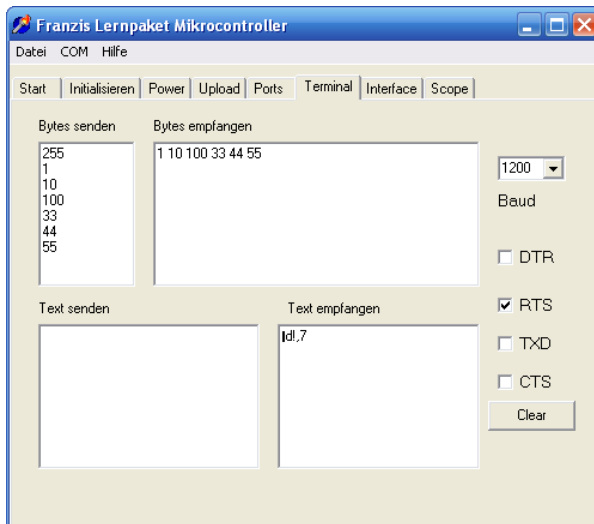 Franzis Lernpaket Mikrocontroller
Datei COM Hilfe
Start Initialisieren Power Upload Ports Terminal Interface Scope
Bytes senden Bytes empfangen
255
1
10
100
33
44
55
1 10 100 33 44 55
1200
Baud
DTR
RTS
TXD
CTS
Clear
Text senden Text empfangen
d!,7